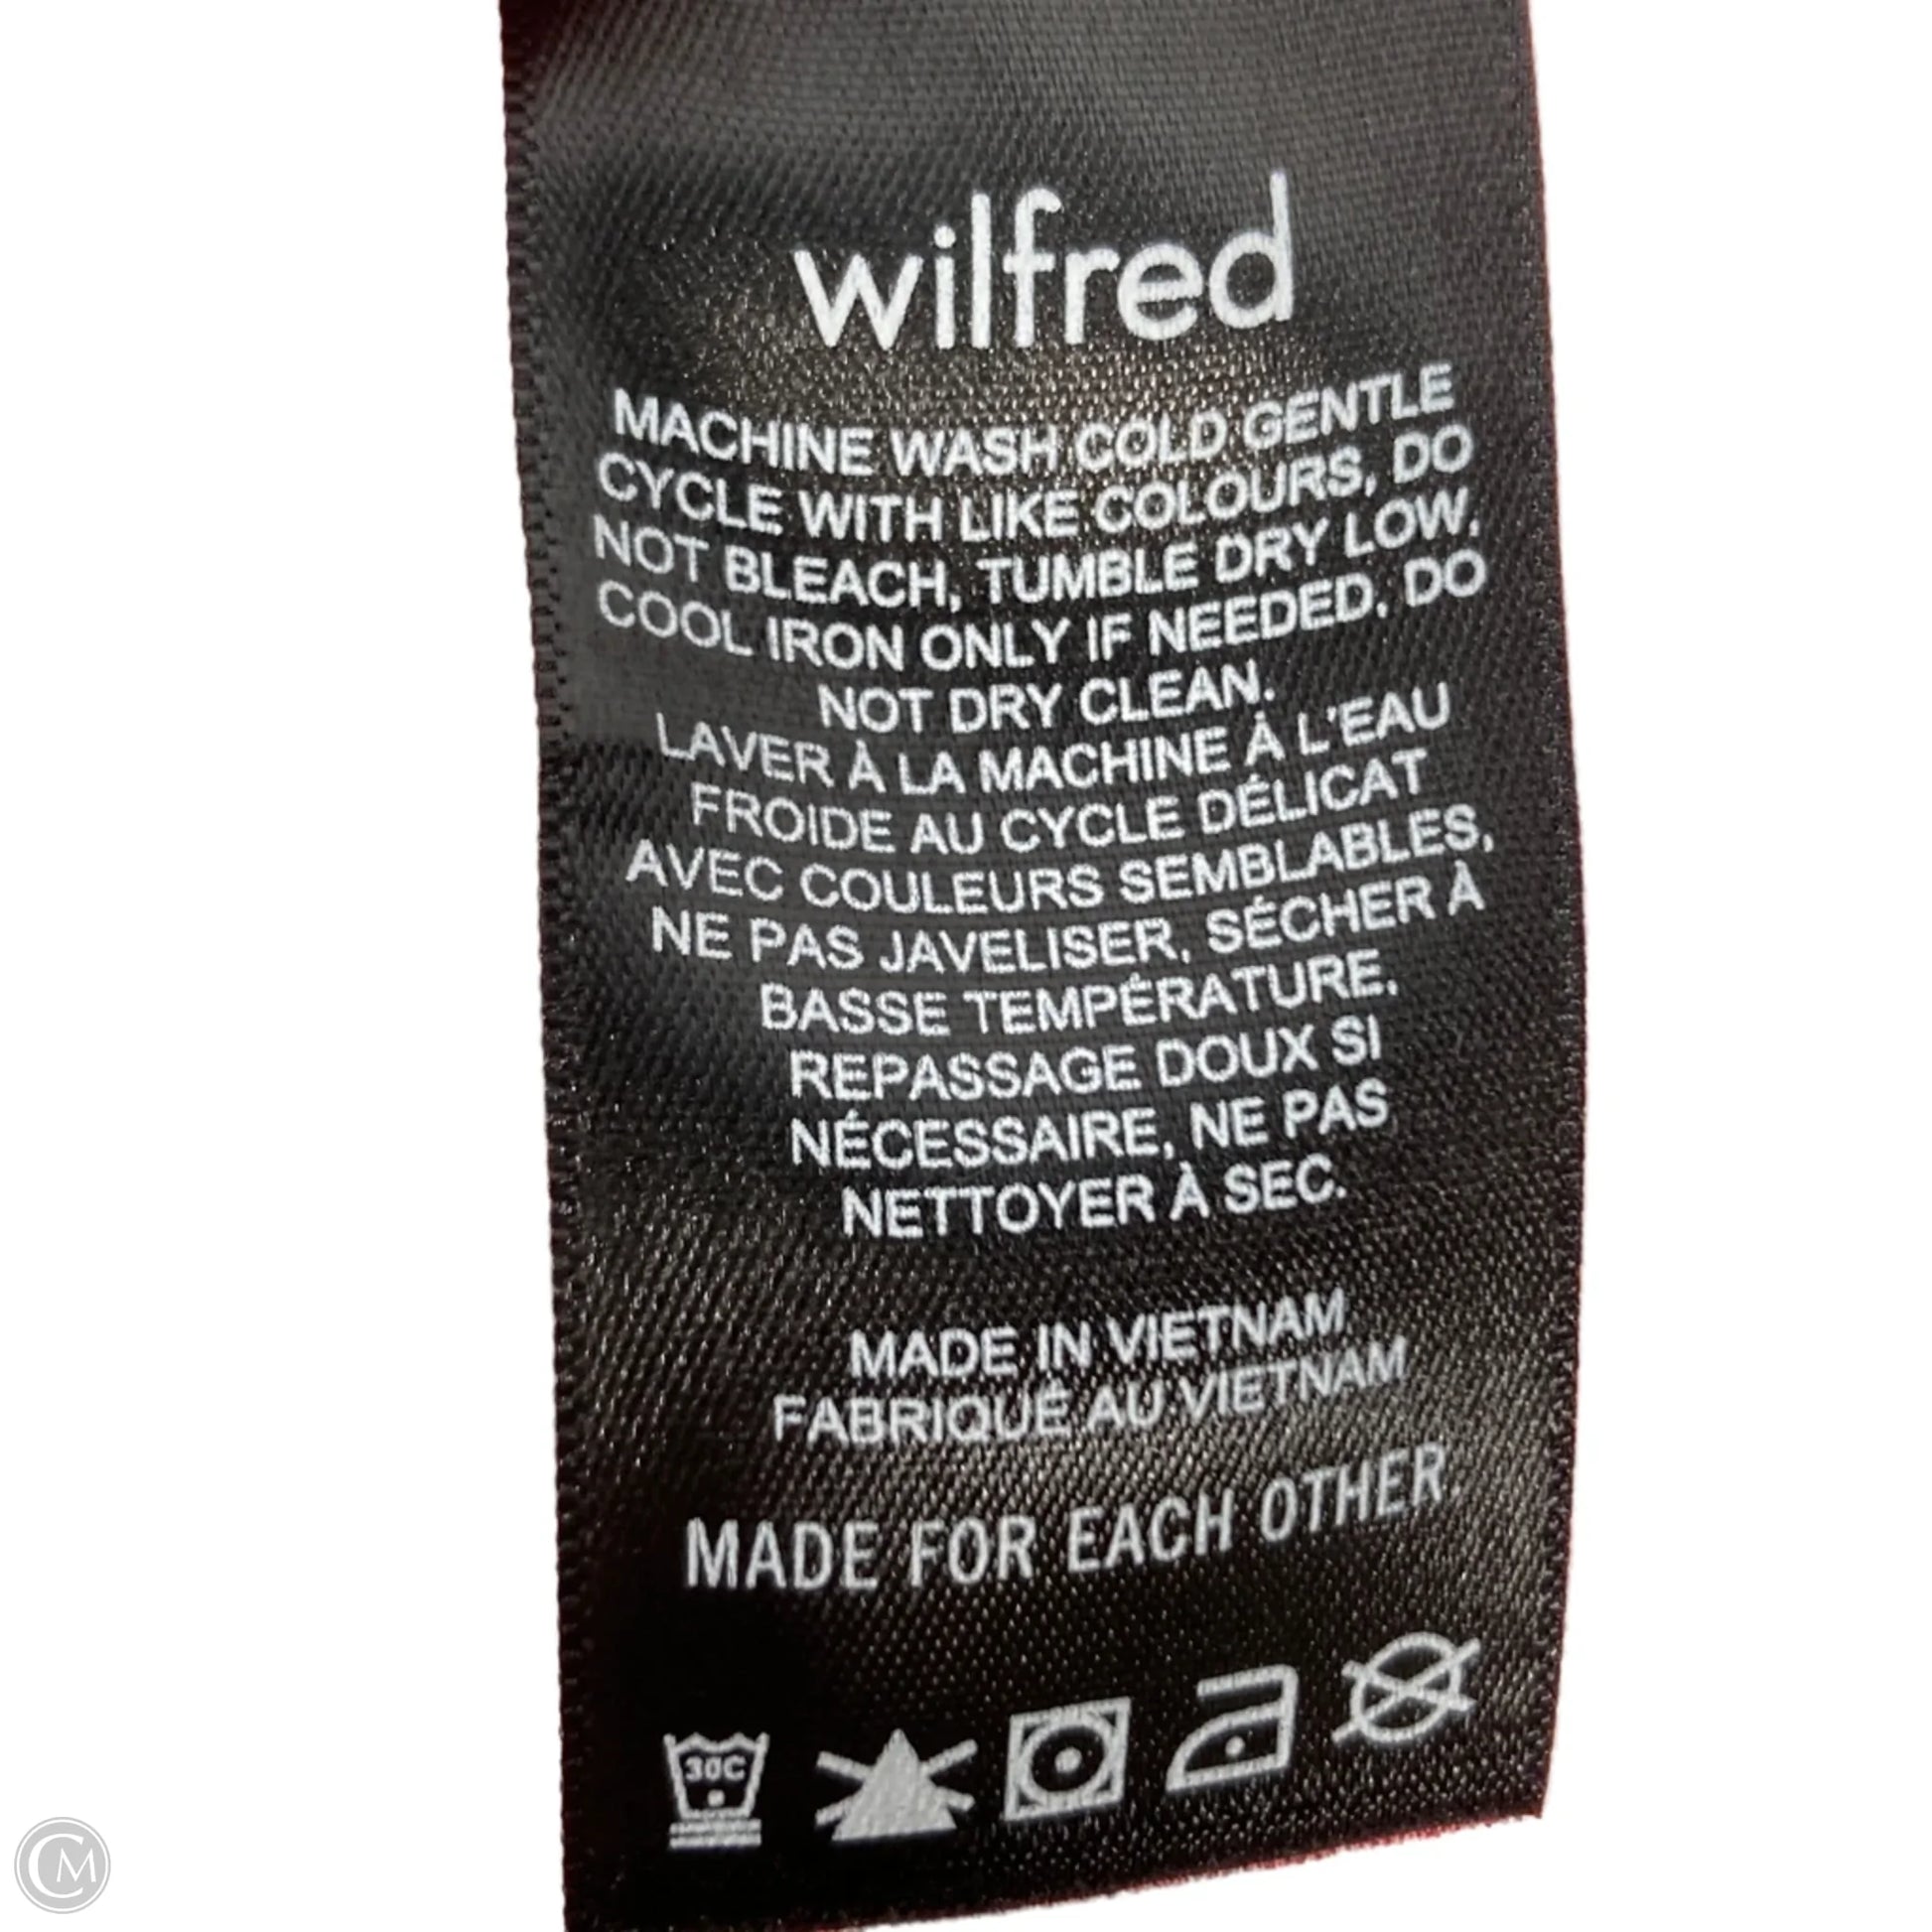 wilfred
MACHINE WASH COLD GENTLE
CYCLE WITH LIKE COLOURS, DO
NOT BLEACH, TUMBLE DRY LOW,
COOL IRON ONLY IF NEEDED, DO
NOT DRY CLEAN.
LAVER À LA MACHINE À L'EAU
FROIDE AU CYCLE DÉLICAT
AVEC COULEURS SEMBLABLES,
NE PAS JAVELISER, SÉCHER À
BASSE TEMPÉRATURE,
REPASSAGE DOUX SI
NÉCESSAIRE, NE PAS
NETTOYER À SEC.
MADE IN VIETNAM
FABRIQUÉ AU VIETNAM
MADE FOR EACH OTHER.
30C
CM